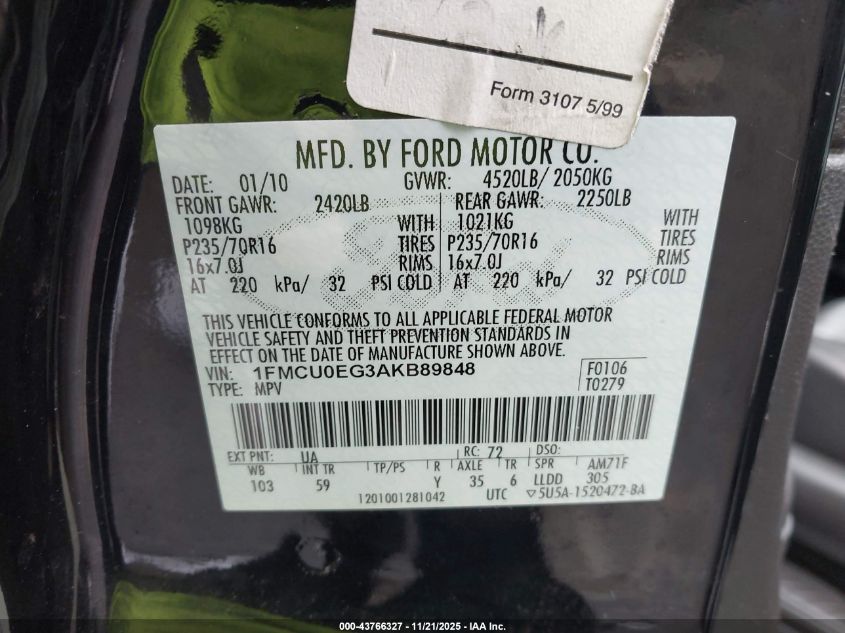 Form 3107 5/99
MFD. BY FORD MOTOR CO.
DATE: 01/10 GVWR: 4520LB/ 2050KG
FRONT GAWR: 2420LB REAR GAWR: 2250LB
1098KG WITH 1021KG WITH
P235/70R16 TIRES P235/70R16 TIRES
16x7.0J RIMS 16x7.0J RIMS
AT 220 kPa/ 32 PSI COLD AT 220 kPa/ 32 PSI COLD
THIS VEHICLE CONFORMS TO ALL APPLICABLE FEDERAL MOTOR
VEHICLE SAFETY AND THEFT PREVENTION STANDARDS IN
EFFECT ON THE DATE OF MANUFACTURE SHOWN ABOVE.
VIN: 1FMCU0EG3AKB89848 F0106
TYPE: MPV T0279
EXT PNT: UA RC: 72 DSO:
WB INT TR TP/PS R AXLE TR SPR AM71F
103 59 Y 35 6 LLDD 305
1201001281042 UTC ▽5U5A-1520472-BA
000-43766327 - 11/21/2025 - IAA Inc.